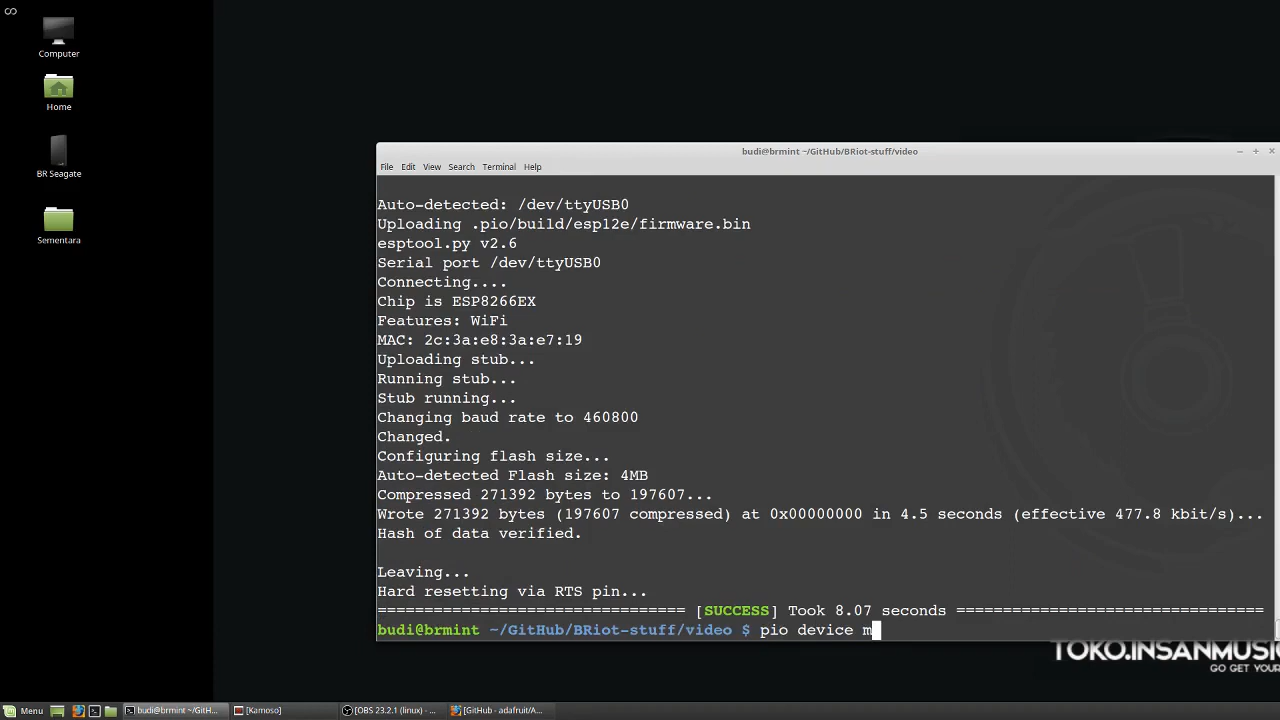 Computer
Home
BR Seagate
Sementara
budi@brmint ~/GitHub/BRiot-stuff/video
File Edit View Search Terminal Help
Auto-detected: /dev/ttyUSB0
Uploading .pio/build/esp12e/firmware.bin
esptool.py v2.6
Serial port /dev/ttyUSB0
Connecting....
Chip is ESP8266EX
Features: WiFi
MAC: 2c:3a:e8:3a:e7:19
Uploading stub...
Running stub...
Stub running...
Changing baud rate to 460800
Changed.
Configuring flash size...
Auto-detected Flash size: 4MB
Compressed 271392 bytes to 197607...
Wrote 271392 bytes (197607 compressed) at 0x00000000 in 4.5 seconds (effective 477.8 kbit/s)...
Hash of data verified.
Leaving...
Hard resetting via RTS pin...
================================= [SUCCESS] Took 8.07 seconds =================================
budi@brmint ~/GitHub/BRiot-stuff/video $ pio device m
TOKO.INSANMUSI
GO GET YOUR
Menu budi@brmint ~/GitH... [Kamoso] [OBS 23.2.1 (linux) - ... [GitHub - adafruit/A...